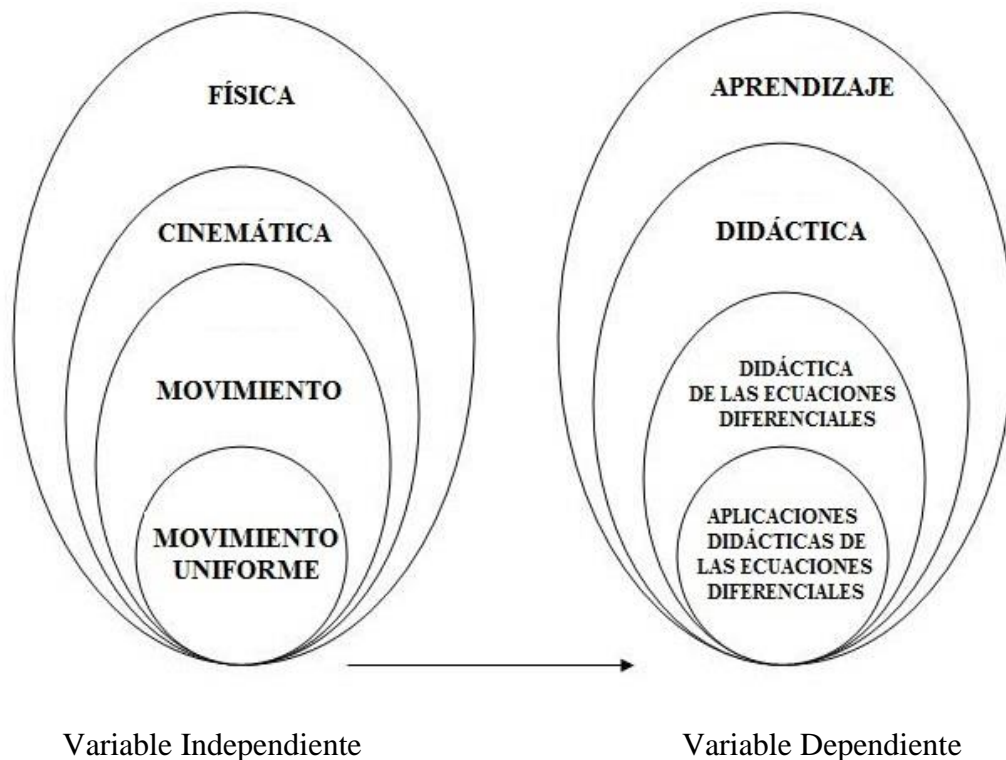 FÍSICA
CINEMÁTICA
MOVIMIENTO
MOVIMIENTO
UNIFORME
APRENDIZAJE
DIDÁCTICA
DIDÁCTICA
DE LAS ECUACIONES
DIFERENCIALES
APLICACIONES
DIDÁCTICAS DE
LAS ECUACIONES
DIFERENCIALES
Variable Independiente
Variable Dependiente